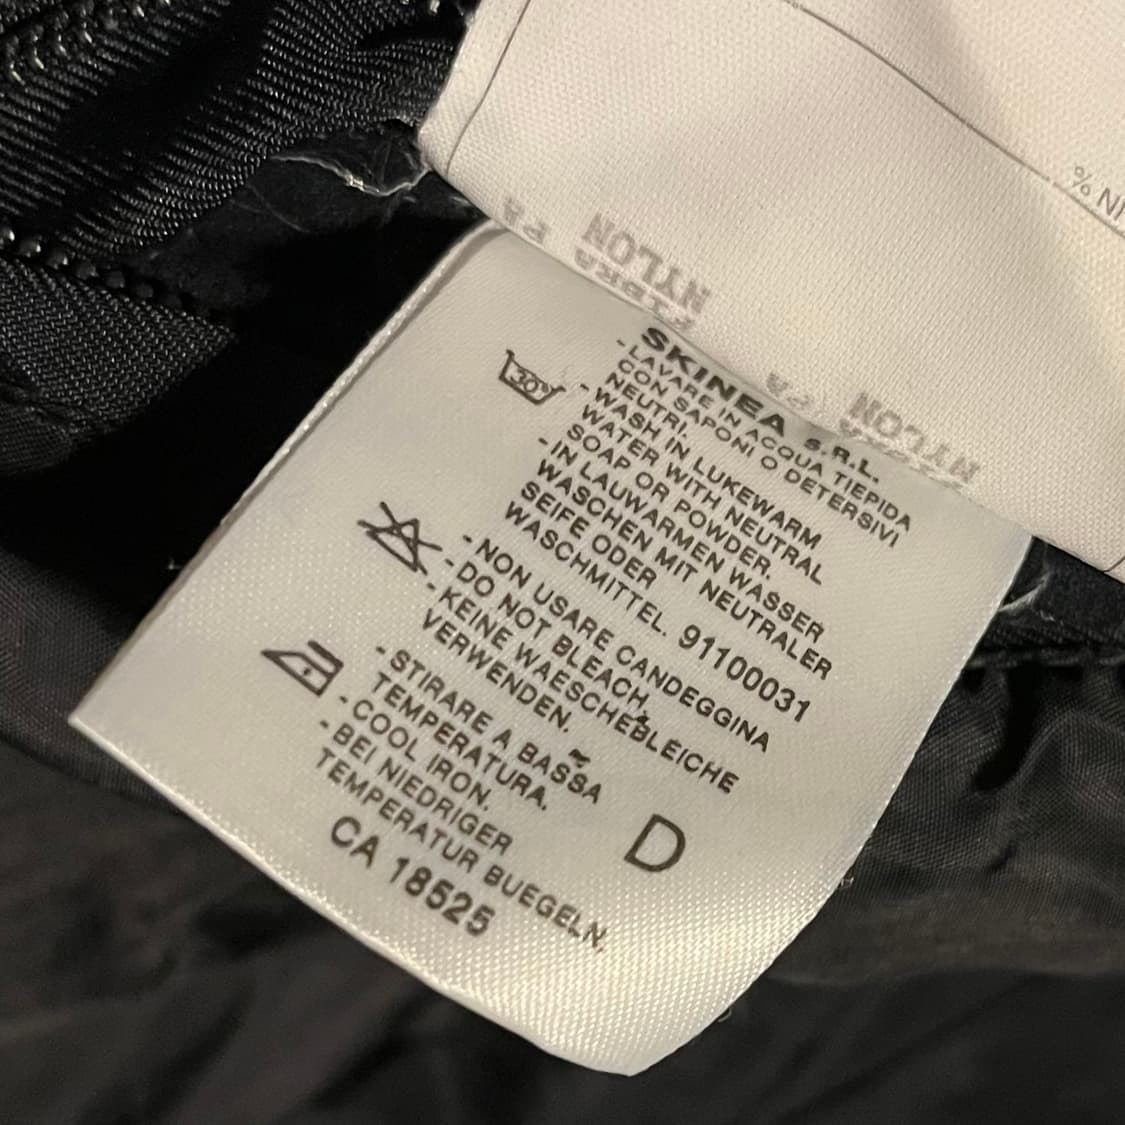 % NY
NYLON
NYLON
SKINEA S.R.L.
30°
-LAVARE IN ACQUA TIEPIDA
CON SAPONI O DETERSIVI
NEUTRI.
-WASH IN LUKEWARM
WATER WITH NEUTRAL
SOAP OR POWDER.
-IN LAUWARMEN WASSER
WASCHEN MIT NEUTRALER
SEIFE ODER
WASCHMITTEL. 91100031
-NON USARE CANDEGGINA
-DO NOT BLEACH.
-KEINE WAESCHEBLEICHE
VERWENDEN.
-STIRARE A BASSA
TEMPERATURA.
-COOL IRON.
-BEI NIEDRIGER
TEMPERATUR BUEGELN.
CA 18525
D